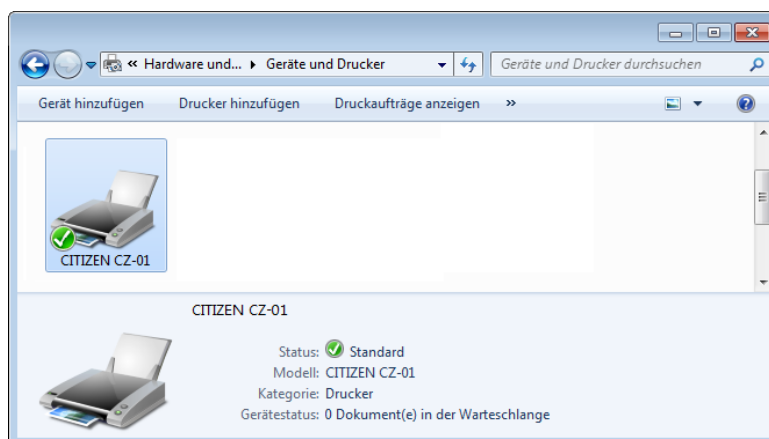 « Hardware und... ▸ Geräte und Drucker Geräte und Drucker durchsuchen
Gerät hinzufügen Drucker hinzufügen Druckaufträge anzeigen »
CITIZEN CZ-01
CITIZEN CZ-01
Status: Standard
Modell: CITIZEN CZ-01
Kategorie: Drucker
Gerätestatus: 0 Dokument(e) in der Warteschlange